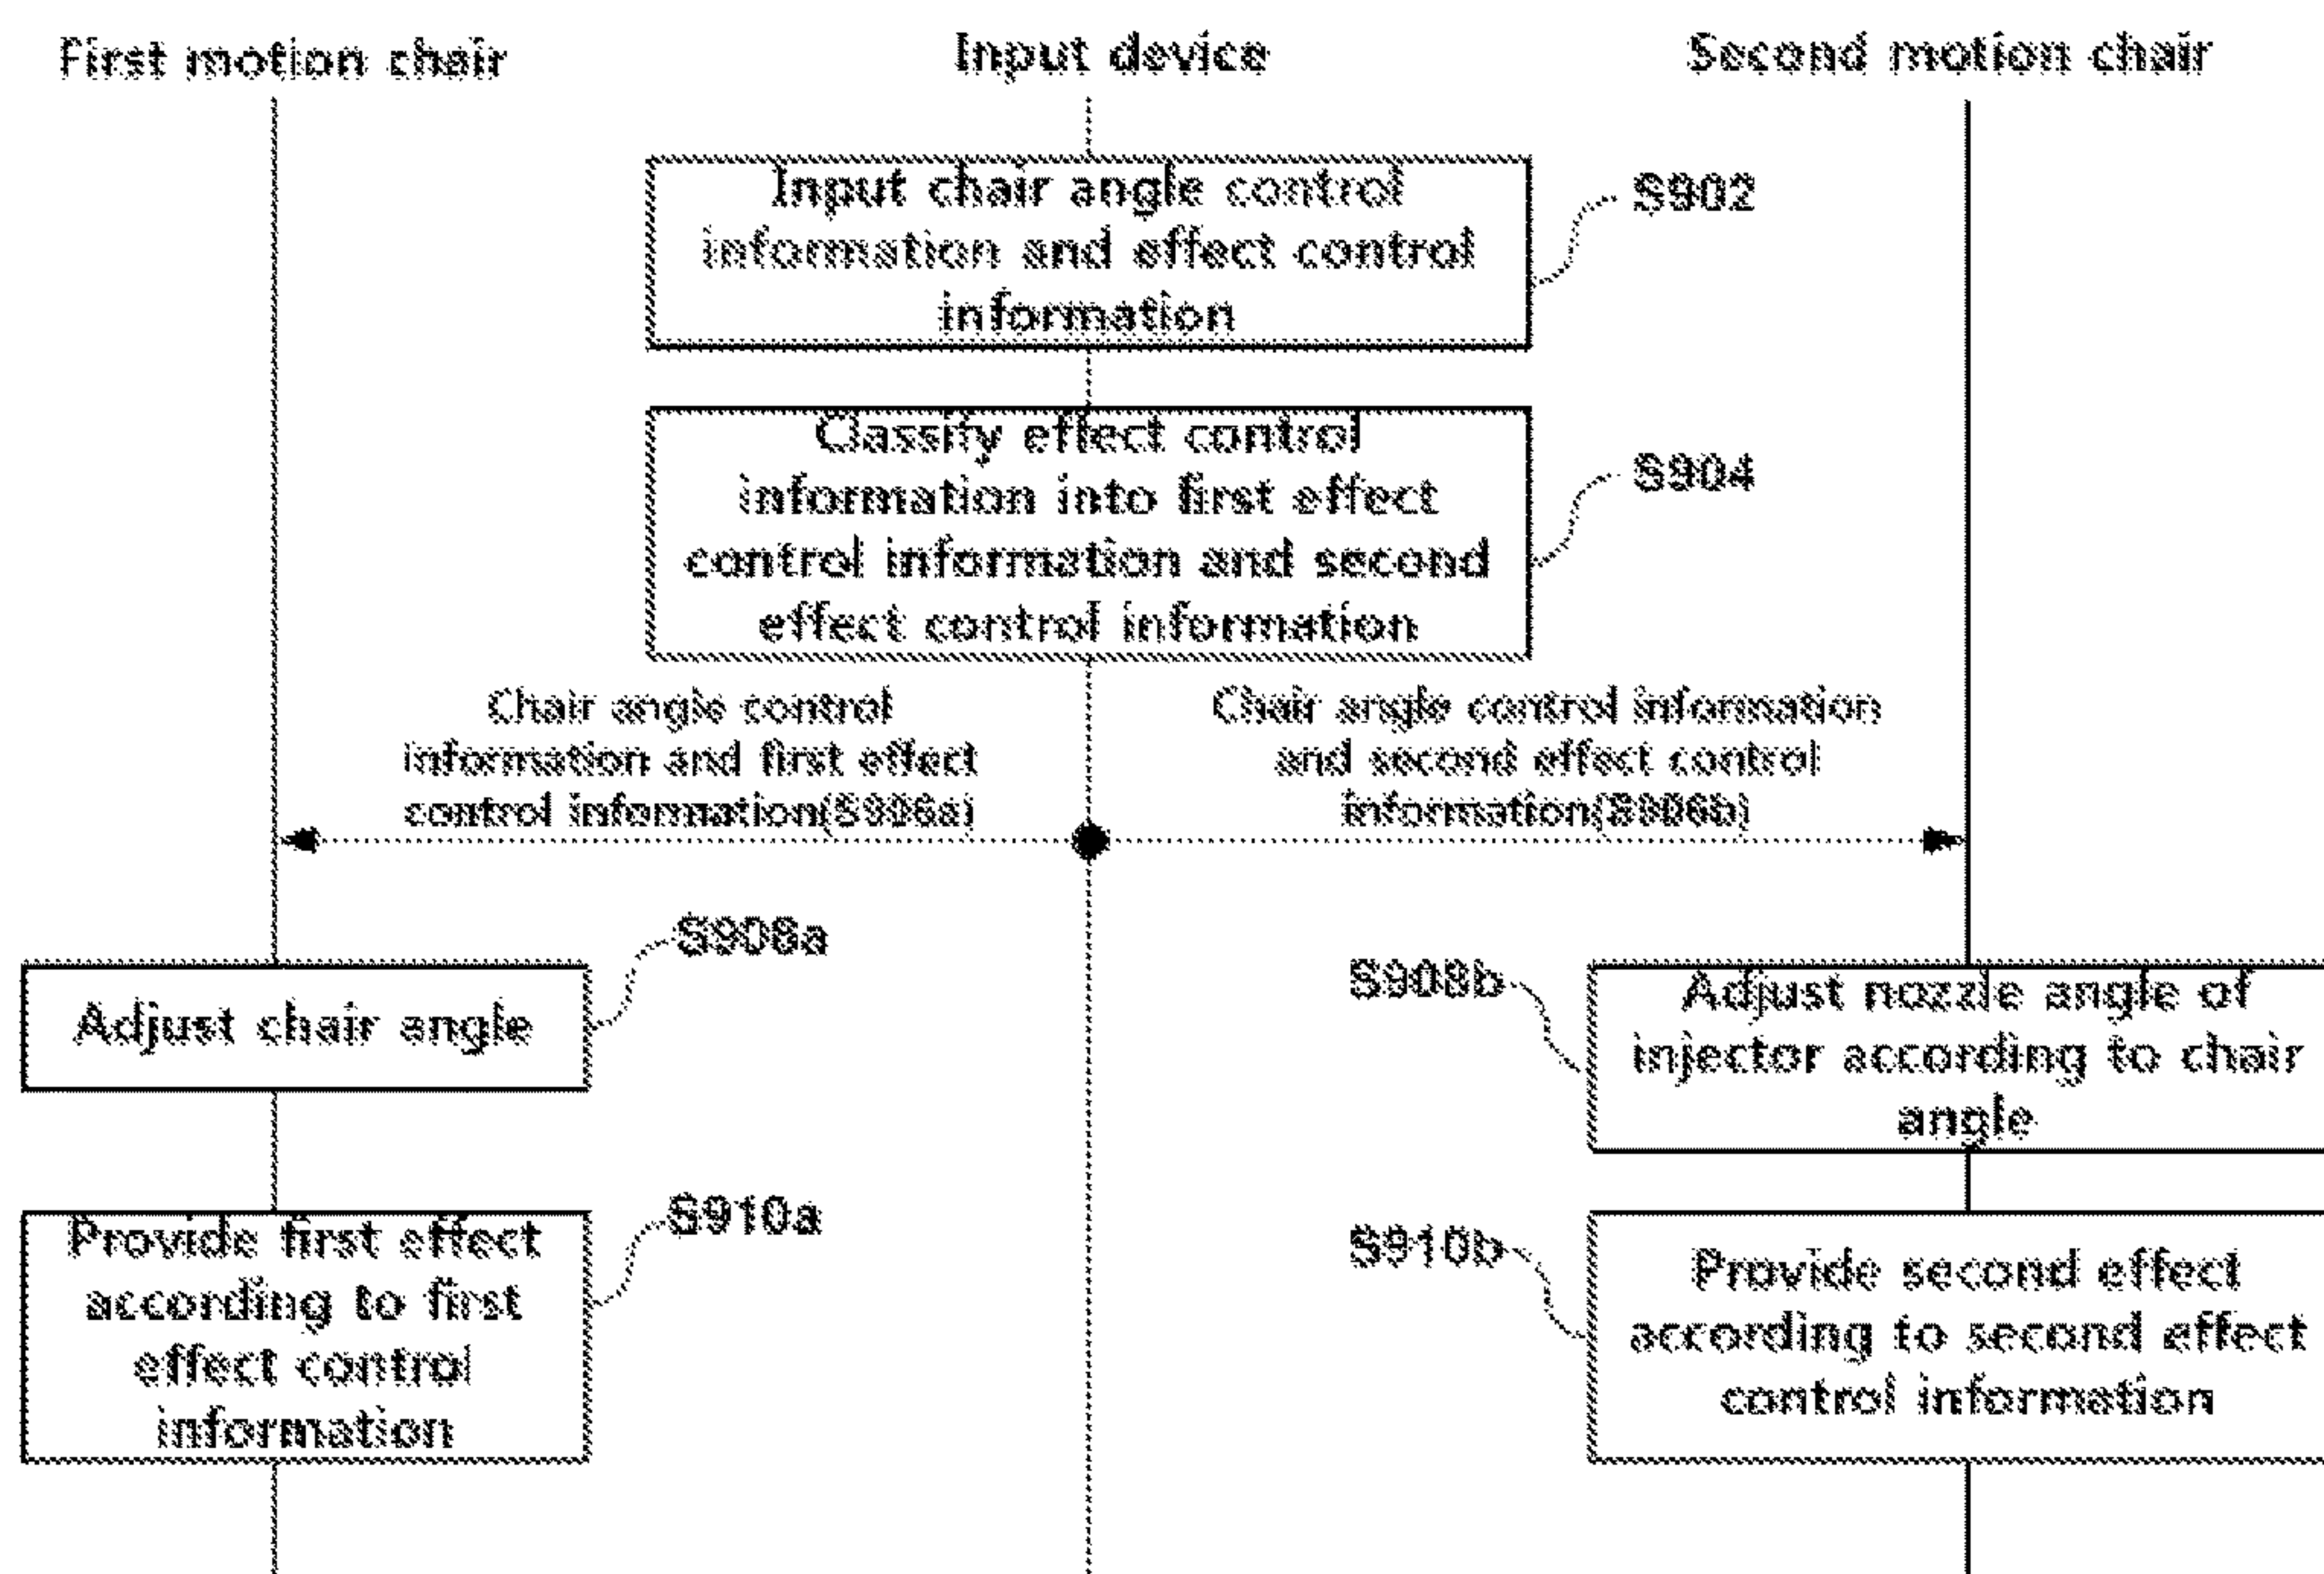 First motion chair
Input device
Second motion chair
Input chair angle control
information and effect control
information
S902
Classify effect control
information into first effect
control information and second
effect control information
S904
Chair angle control
information and first effect
control information(S906a)
Chair angle control information
and second effect control
information(S906b)
S908a
Adjust chair angle
S908b
Adjust nozzle angle of
injector according to chair
angle
S910a
Provide first effect
according to first
effect control
information
S910b
Provide second effect
according to second effect
control information